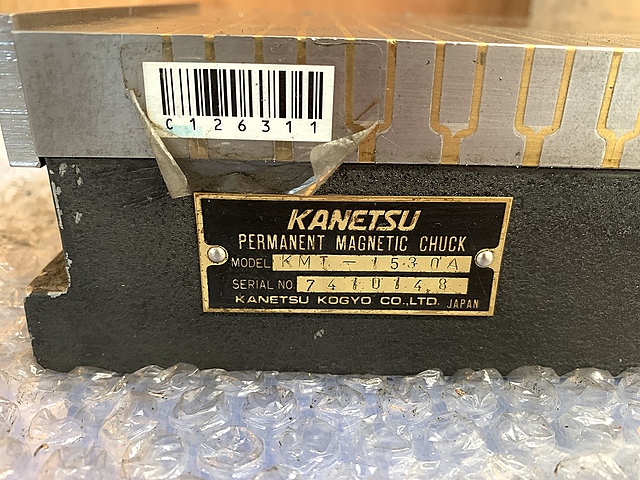 C126311
KANETSU
PERMANENT MAGNETIC CHUCK
MODEL KMT-1530A
SERIAL NO. 7410148
KANETSU KOGYO CO.,LTD. JAPAN